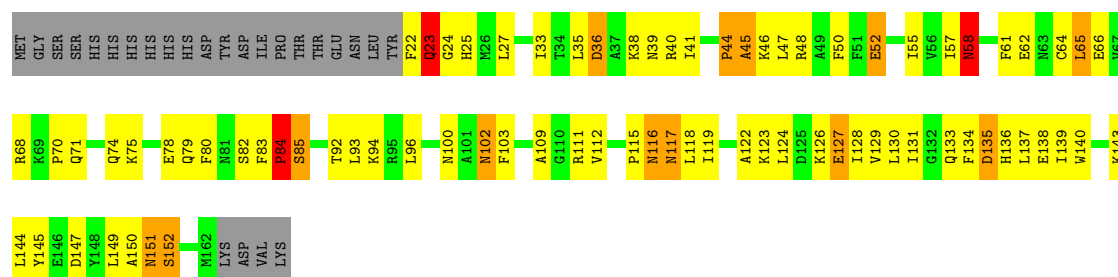 MET GLY SER SER HIS HIS HIS HIS HIS HIS ASP TYR ASP ILE PRO THR THR GLU ASN LEU TYR F22 Q23 G24 H25 M26 L27 I33 T34 L35 D36 A37 K38 N39 R40 I41 P44 A45 K46 L47 R48 A49 F50 F51 E52 I55 V56 I57 N58 F61 E62 N63 C64 L65 E66 V67
R68 K69 P70 Q71 Q74 K75 E78 Q79 F80 N81 S82 F83 P84 S85 T92 L93 K94 R95 L96 N100 A101 N102 F103 A109 G110 R111 V112 P115 N116 N117 L118 I119 A122 K123 L124 D125 K126 E127 I128 V129 L130 I131 G132 Q133 F134 D135 H136 L137 E138 I139 W140
L144 Y145 E146 D147 Y148 L149 A150 N151 S152 M162 LYS ASP VAL LYS